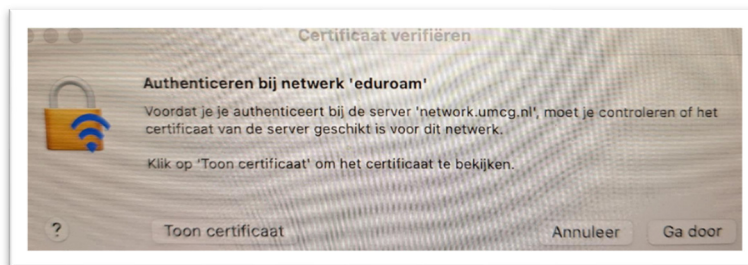 Certificaat verifiëren
Authenticeren bij netwerk 'eduroam'
Voordat je je authenticeert bij de server 'network.umcg.nl', moet je controleren of het
certificaat van de server geschikt is voor dit netwerk.
Klik op 'Toon certificaat' om het certificaat te bekijken.
?
Toon certificaat
Annuleer
Ga door